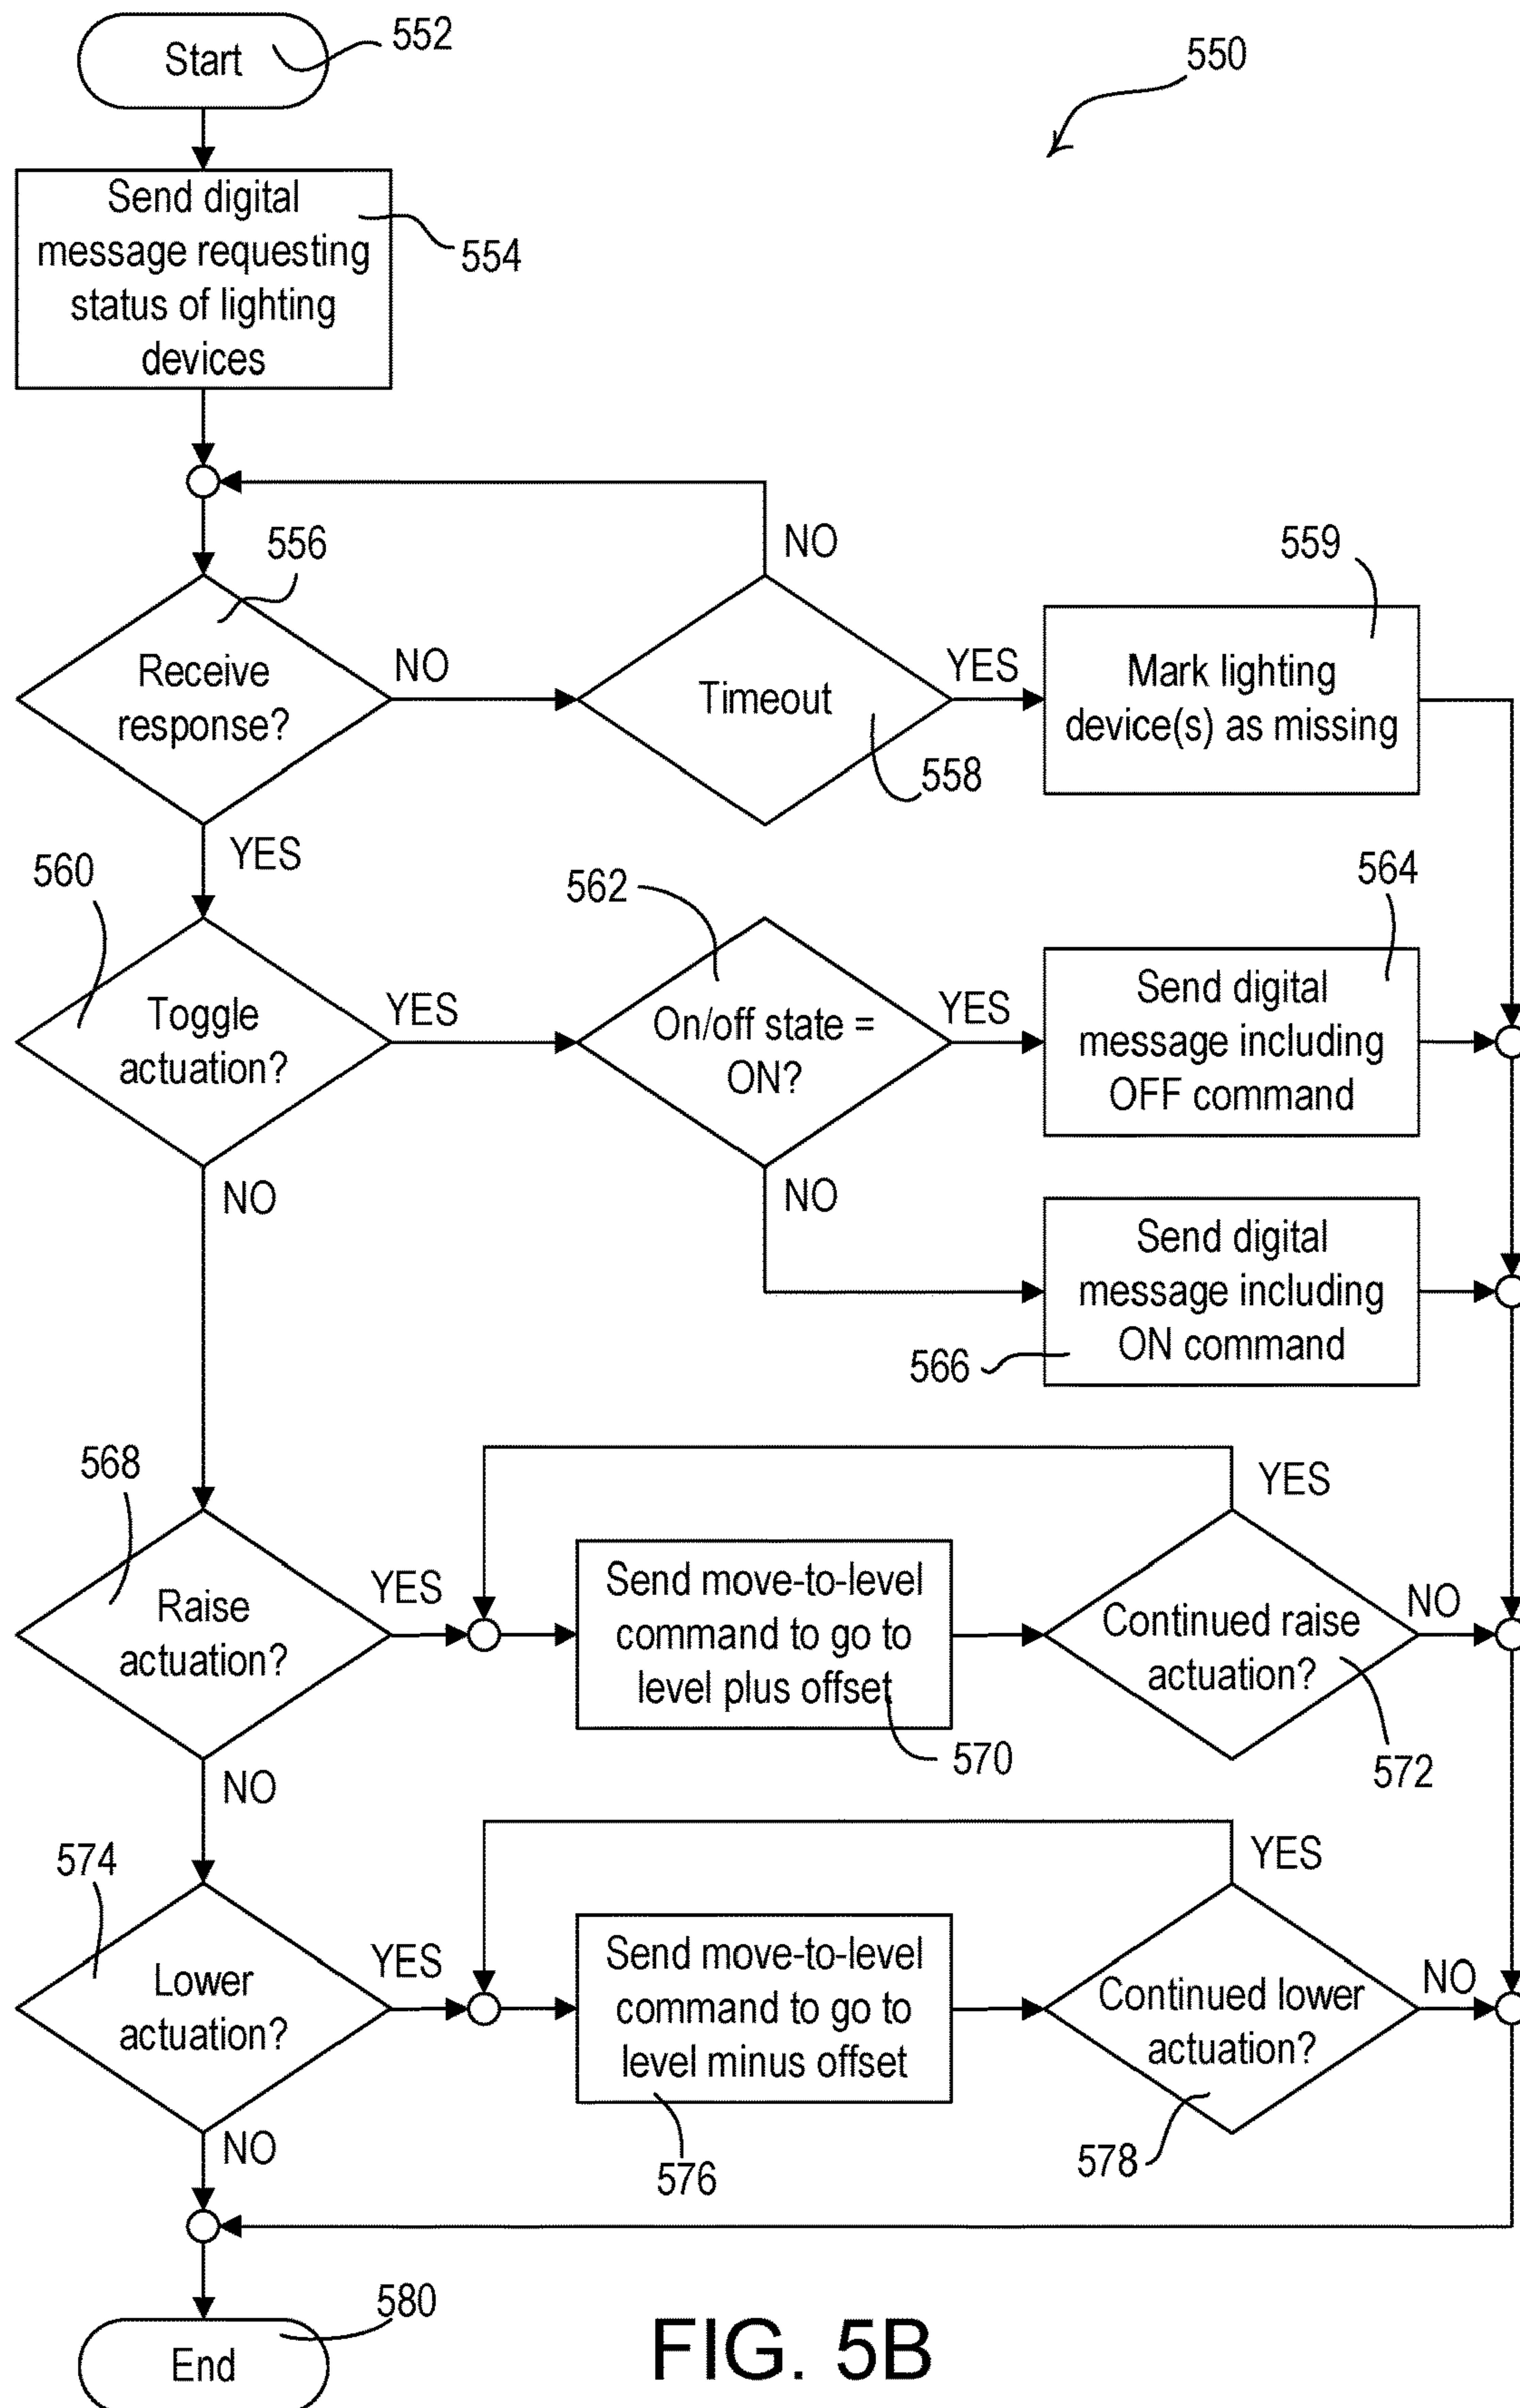 552
Start
550
Send digital
message requesting
status of lighting
devices
554
556
NO
559
Receive
response?
NO
Timeout
YES
Mark lighting
device(s) as missing
558
YES
560
562
564
Toggle
actuation?
YES
On/off state =
ON?
YES
Send digital
message including
OFF command
NO
NO
Send digital
message including
ON command
566
568
YES
Raise
actuation?
YES
Send move-to-level
command to go to
level plus offset
Continued raise
actuation?
NO
570
572
NO
574
YES
Lower
actuation?
YES
Send move-to-level
command to go to
level minus offset
Continued lower
actuation?
NO
576
578
NO
580
End
FIG. 5B